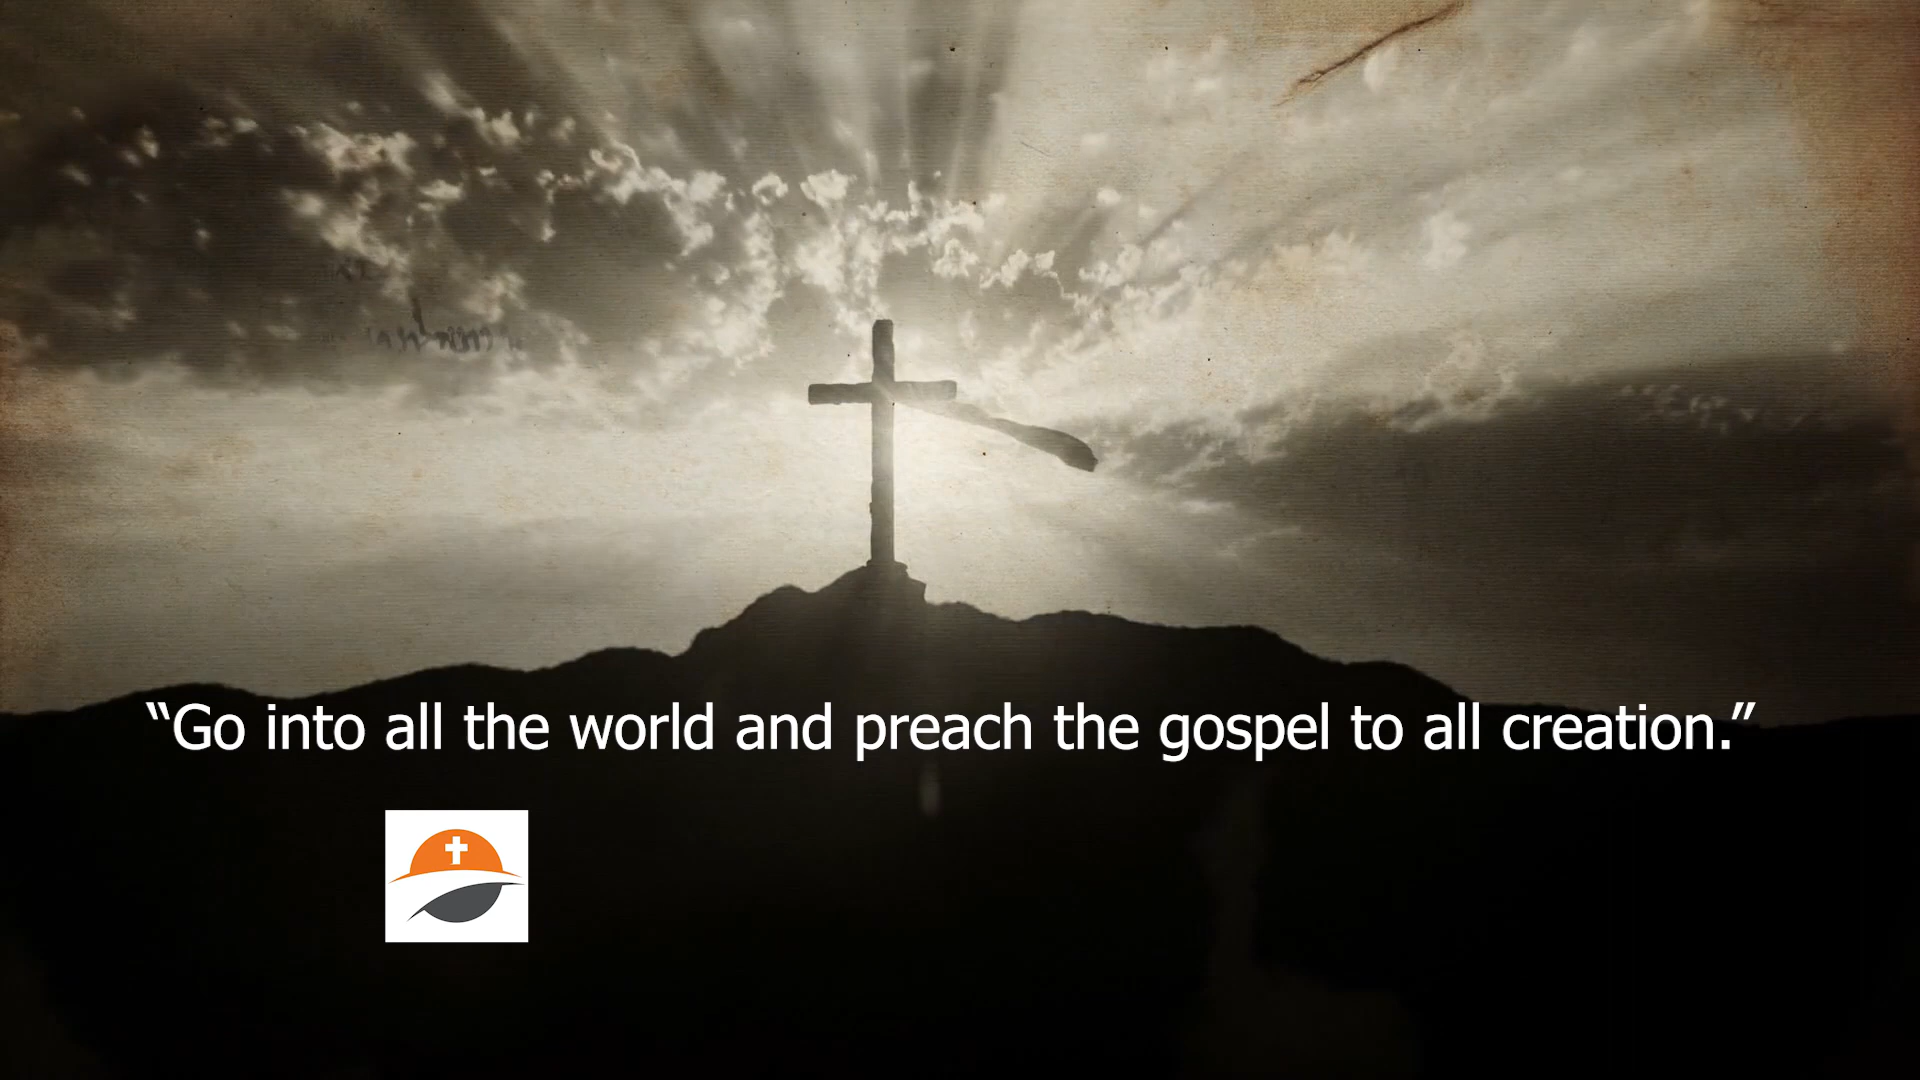 “Go into all the world and preach the gospel to all creation.”